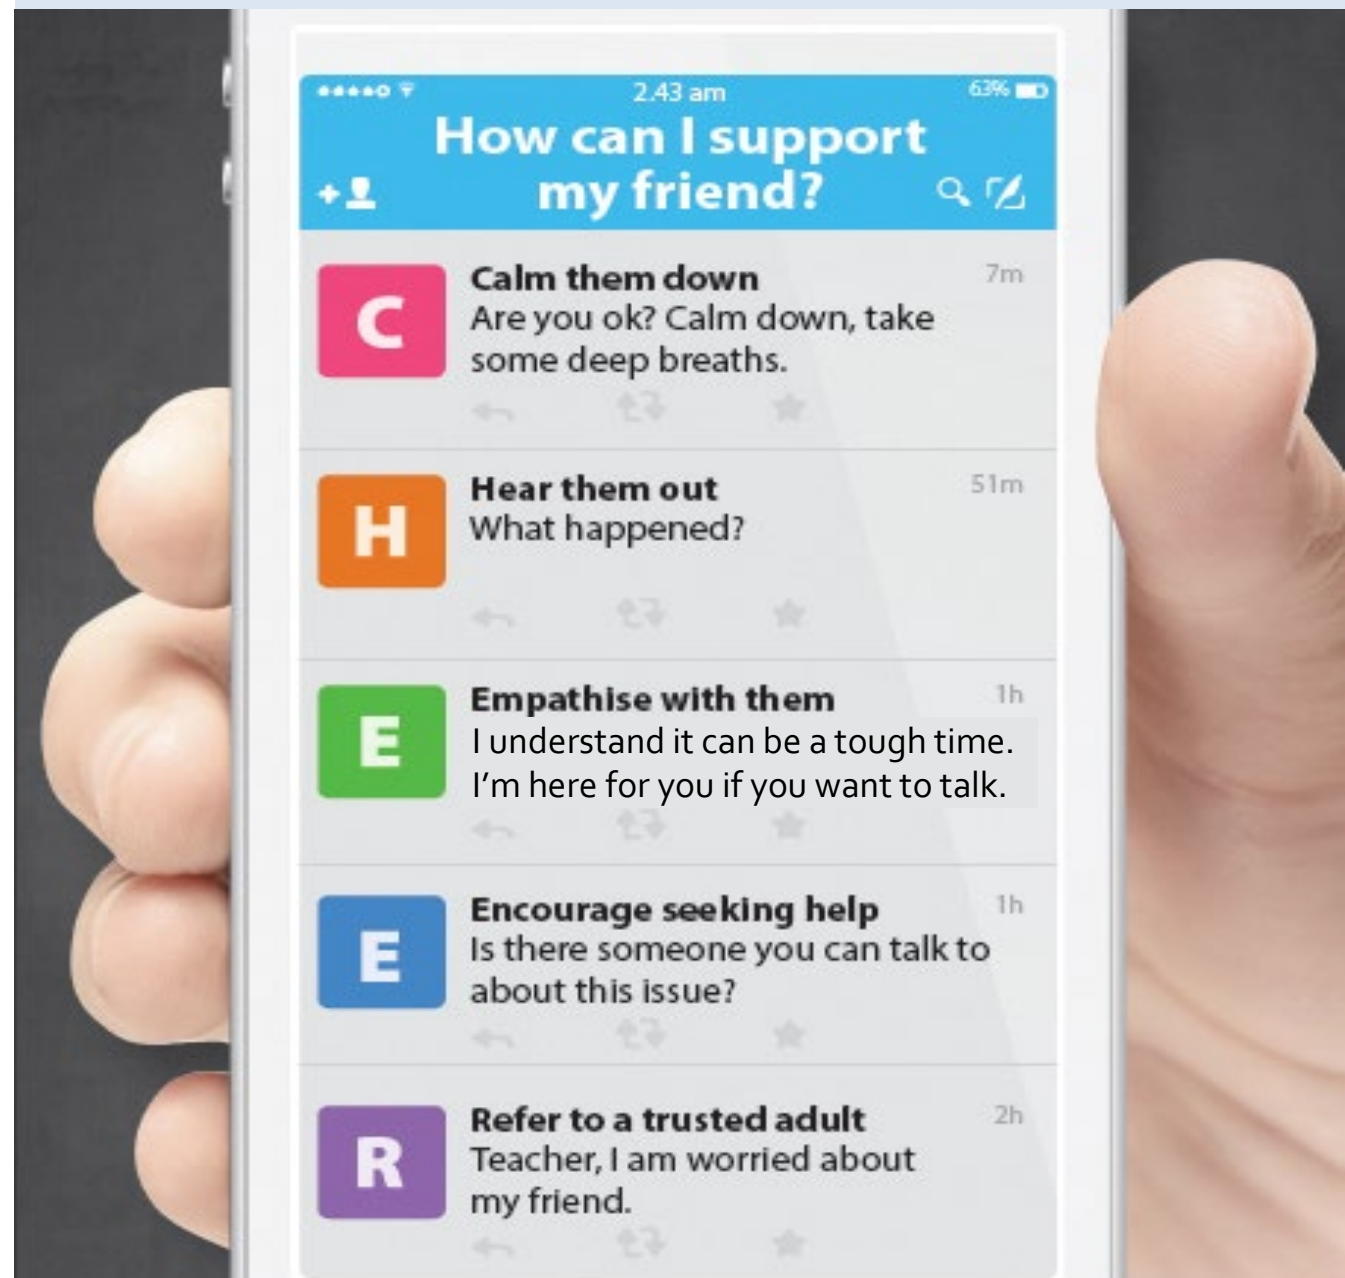 2.43 am
63%
How can I support
my friend?
C
Calm them down
7m
Are you ok? Calm down, take
some deep breaths.
H
Hear them out
51m
What happened?
E
Empathise with them
1h
I understand it can be a tough time.
I'm here for you if you want to talk.
E
Encourage seeking help
1h
Is there someone you can talk to
about this issue?
R
Refer to a trusted adult
2h
Teacher, I am worried about
my friend.